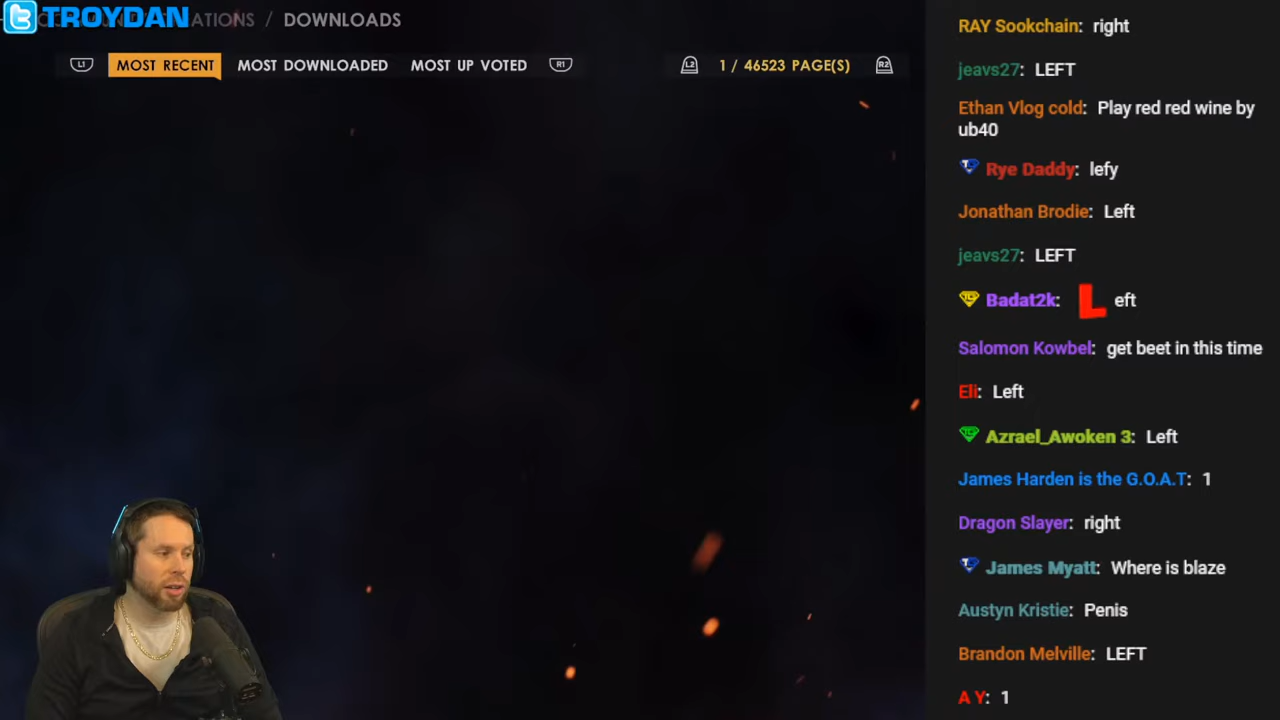 TROYDAN
ATIONS / DOWNLOADS
L1 MOST RECENT MOST DOWNLOADED MOST UP VOTED R1 L2 1 / 46523 PAGE(S) R2
RAY Sookchain: right
jeavs27: LEFT
Ethan Vlog cold: Play red red wine by
ub40
Rye Daddy: lefy
Jonathan Brodie: Left
jeavs27: LEFT
Badat2k: L eft
Salomon Kowbel: get beet in this time
Eli: Left
Azrael_Awoken 3: Left
James Harden is the G.O.A.T: 1
Dragon Slayer: right
James Myatt: Where is blaze
Austyn Kristie: Penis
Brandon Melville: LEFT
A Y: 1